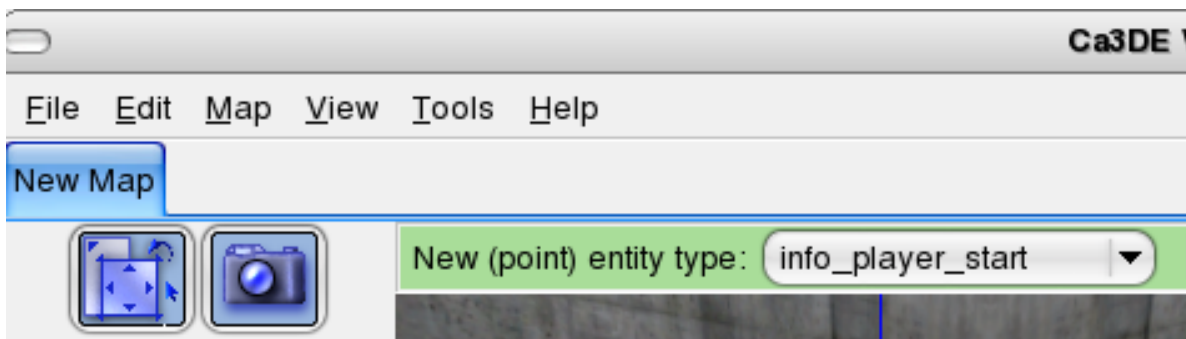 Ca3DE
File Edit Map View Tools Help
New Map
New (point) entity type: info_player_start